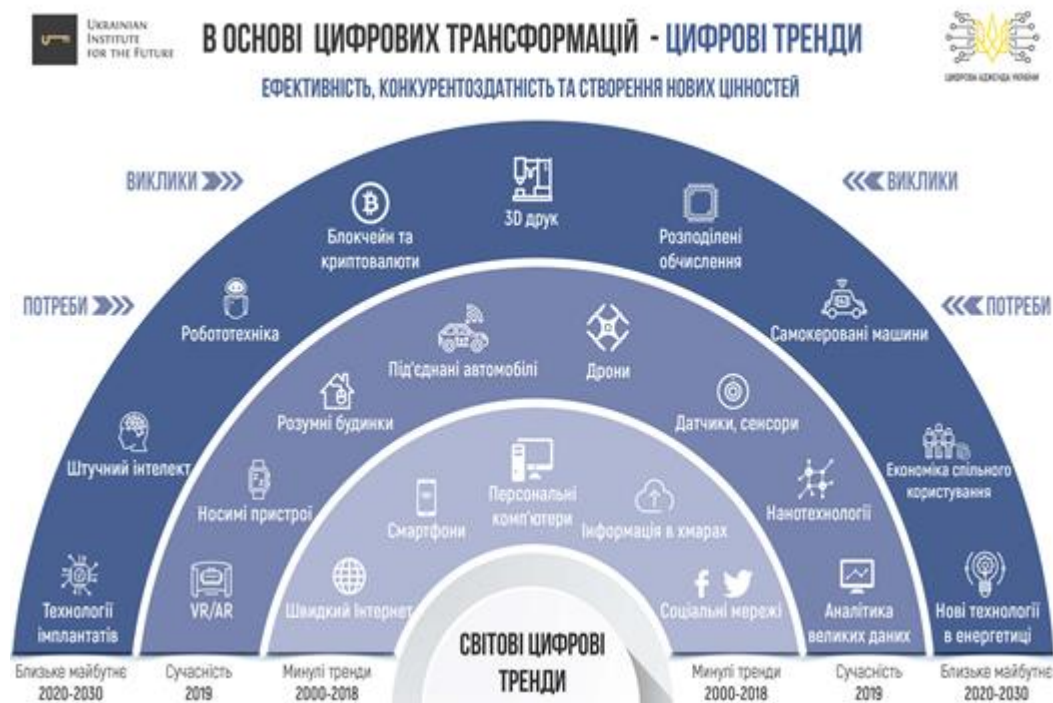 UKRAINIAN
INSTITUTE
FOR THE FUTURE
В ОСНОВІ ЦИФРОВИХ ТРАНСФОРМАЦІЙ - ЦИФРОВІ ТРЕНДИ
ЕФЕКТИВНІСТЬ, КОНКУРЕНТОЗДАТНІСТЬ ТА СТВОРЕННЯ НОВИХ ЦІННОСТЕЙ
ЦИФРОВА АДЖЕНДА УКРАЇНИ
ВИКЛИКИ
ВИКЛИКИ
ПОТРЕБИ
ПОТРЕБИ
Технології
імплантатів
Штучний інтелект
Робототехніка
Блокчейн та
криптовалюти
3D друк
Розподілені
обчислення
Самокеровані машини
Економіка спільного
користування
Нові технології
в енергетиці
VR/AR
Носимі пристрої
Розумні будинки
Під'єднані автомобілі
Дрони
Датчики, сенсори
Нанотехнології
Аналітика
великих даних
Швидкий Інтернет
Смартфони
Персональні
комп'ютери
Інформація в хмарах
Соціальні мережі
СВІТОВІ ЦИФРОВІ
ТРЕНДИ
Близьке майбутнє
2020-2030
Сучасність
2019
Минулі тренди
2000-2018
Минулі тренди
2000-2018
Сучасність
2019
Близьке майбутнє
2020-2030